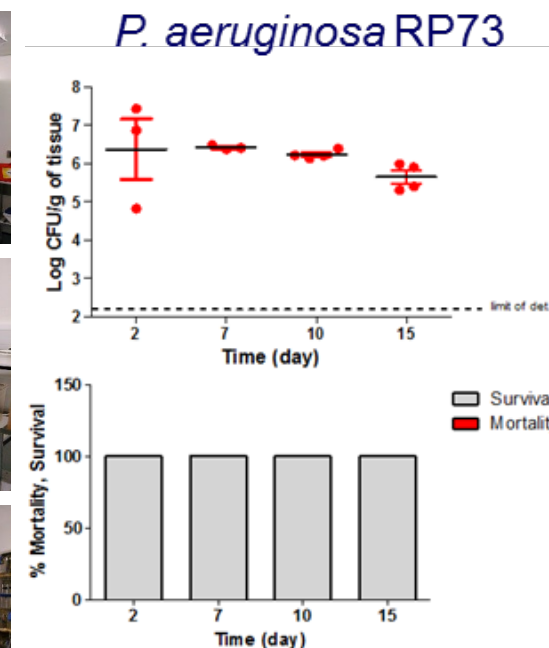 P. aeruginosa RP73
8
7
6
5
4
3
2
Log CFU/g of tissue
limit of det.
2 7 10 15
Time (day)
150
100
50
0
% Mortality, Survival
Surviva
Mortalit
2 7 10 15
Time (day)